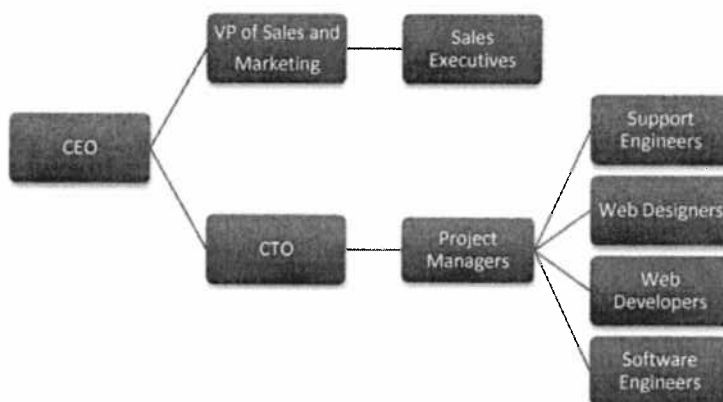 VP of Sales and
Marketing
Sales
Executives
CEO
Support
Engineers
Web Designers
CTO
Project
Managers
Web
Developers
Software
Engineers